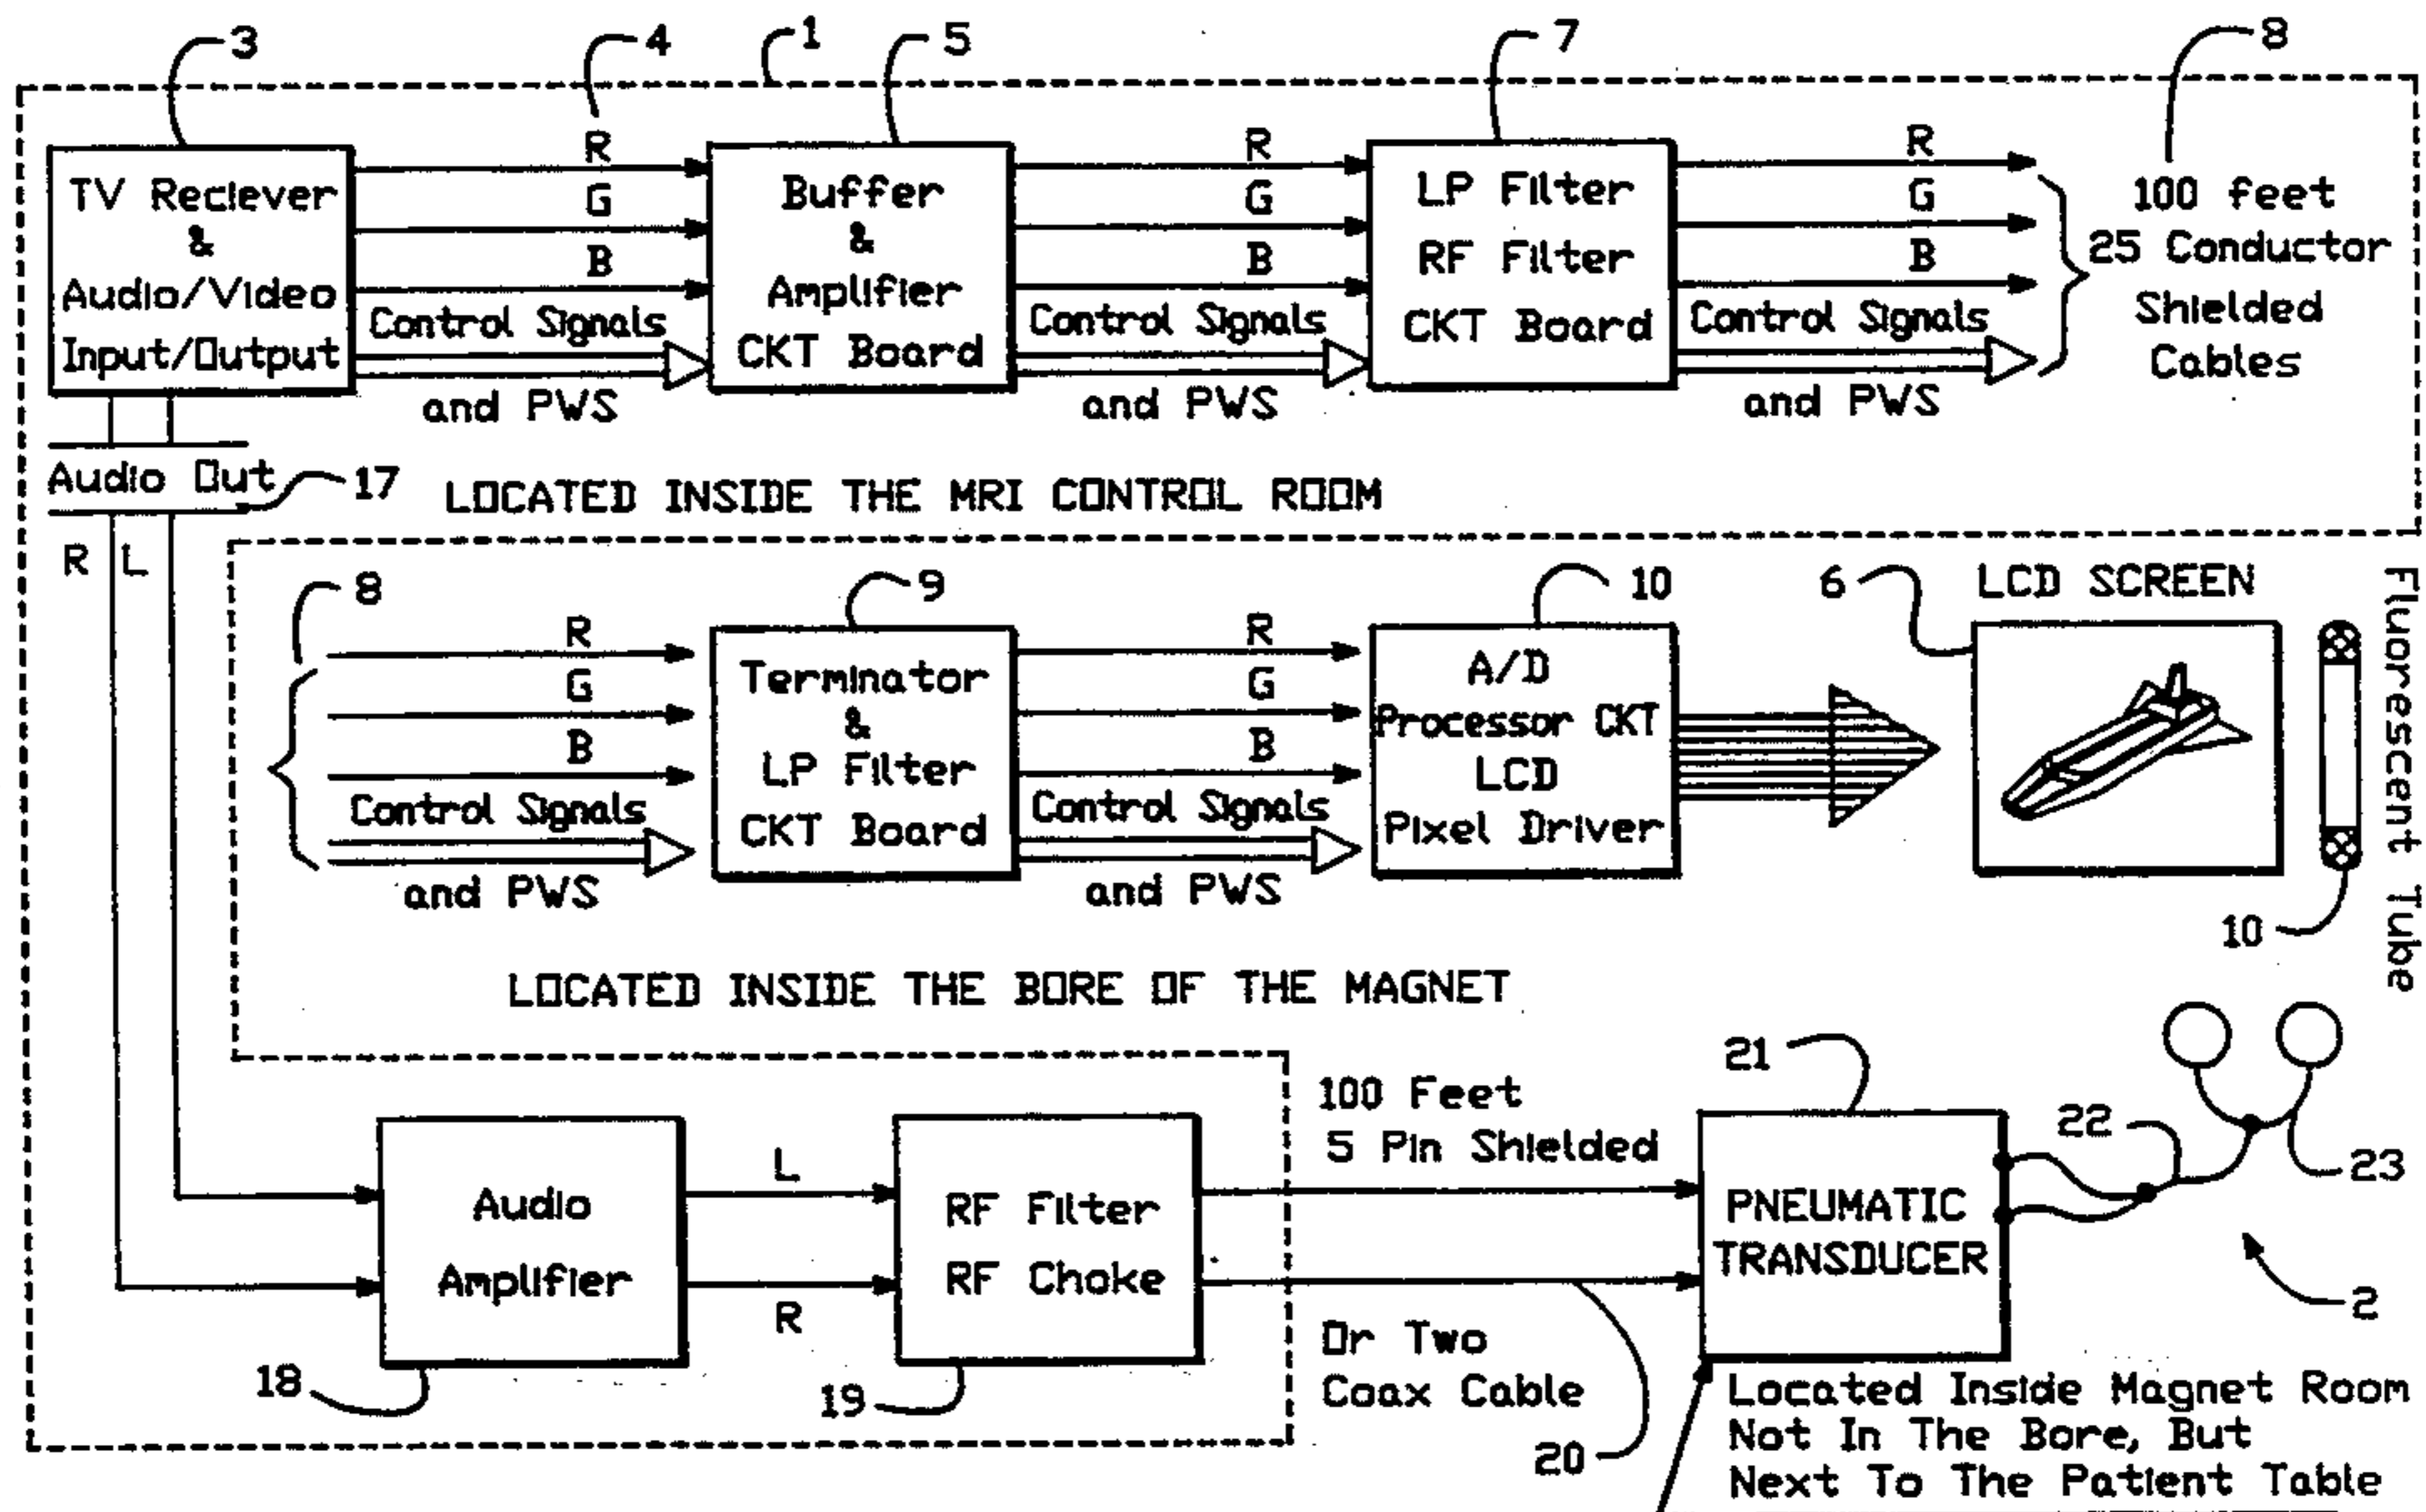 3
4
1
5
7
8
TV Reciever
&
Audio/Video
Input/Output
R
G
B
Control Signals
and PWS
Buffer
&
Amplifier
CKT Board
R
G
B
Control Signals
and PWS
LP Filter
RF Filter
CKT Board
R
G
B
Control Signals
and PWS
100 feet
25 Conductor
Shielded
Cables
Audio Out
17
LOCATED INSIDE THE MRI CONTROL ROOM
R L
8
R
G
B
Control Signals
and PWS
9
Terminator
&
LP Filter
CKT Board
R
G
B
Control Signals
and PWS
10
A/D
Processor CKT
LCD
Pixel Driver
6
LCD SCREEN
Fluorescent Tube
10
LOCATED INSIDE THE BORE OF THE MAGNET
Audio
Amplifier
18
L
R
RF Filter
RF Choke
19
100 Feet
5 Pin Shielded
Or Two
Coax Cable
20
21
PNEUMATIC
TRANSDUCER
22
23
2
Located Inside Magnet Room
Not In The Bore, But
Next To The Patient Table